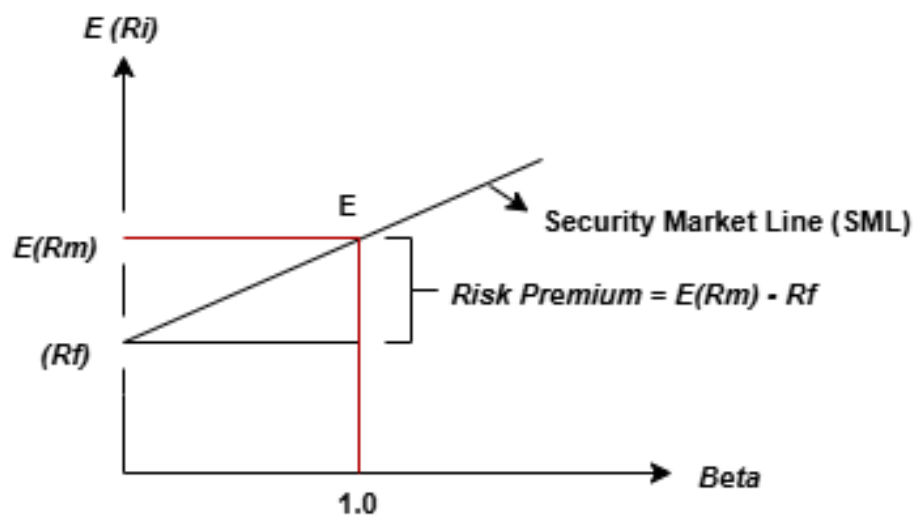 E (Ri)
E
Security Market Line (SML)
E(Rm)
Risk Premium = E(Rm) - Rf
(Rf)
Beta
1.0